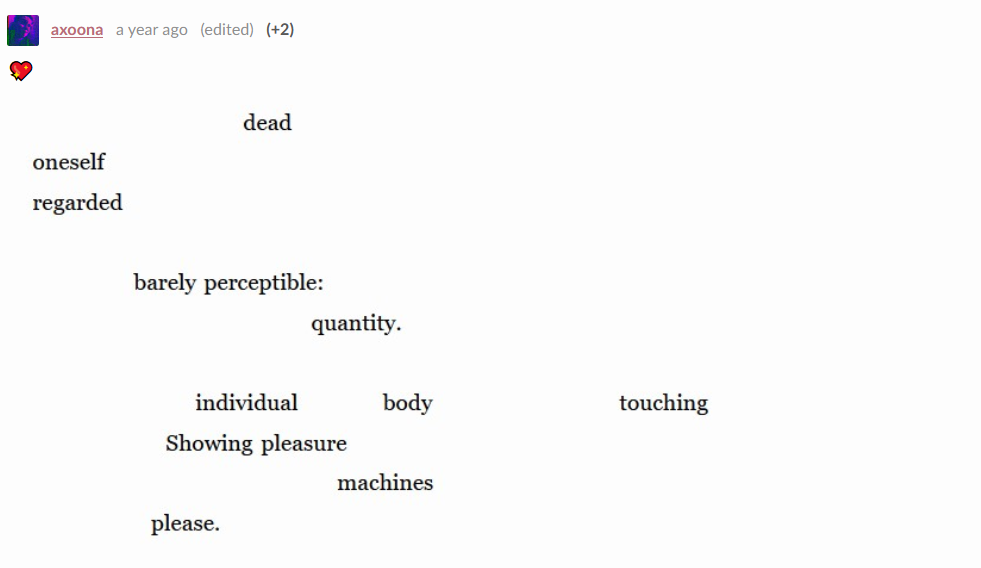 axoona a year ago (edited) (+2)
💖
dead
oneself
regarded
barely perceptible:
quantity.
individual body touching
Showing pleasure
machines
please.